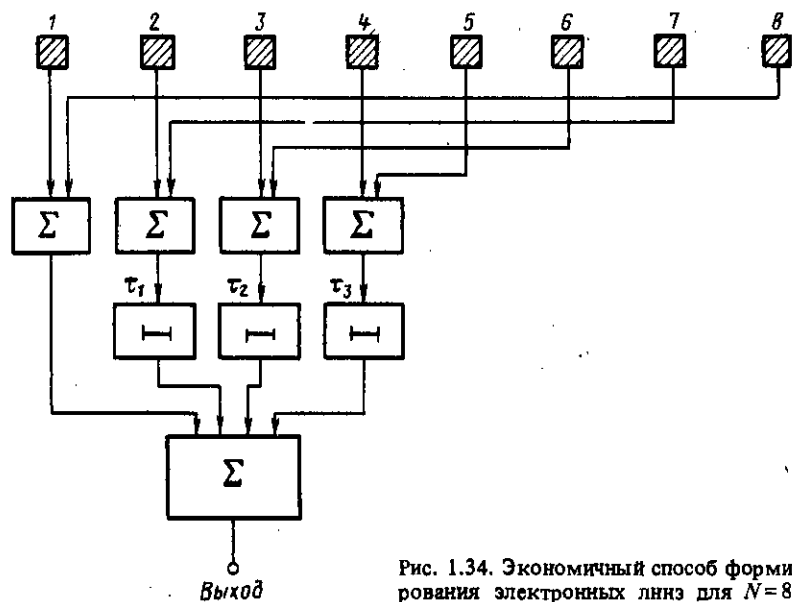 1 2 3 4 5 6 7 8
Σ Σ Σ Σ
τ1 τ2 τ3
Σ
Выход
Рис. 1.34. Экономичный способ форми
рования электронных линз для N=8